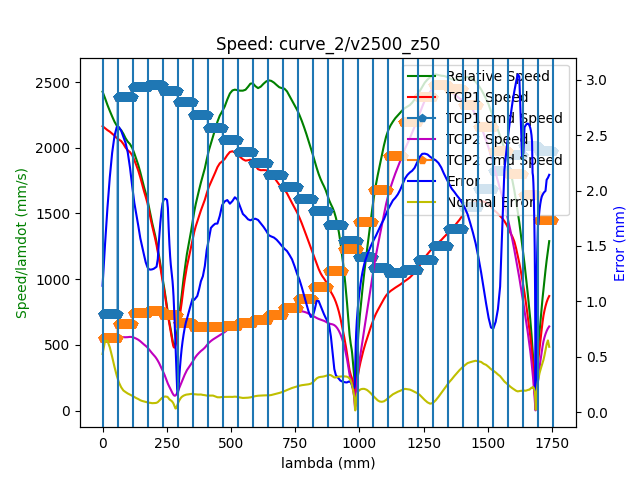 Speed: curve_2/v2500_z50
Relative Speed
TCP1 Speed
TCP1 cmd Speed
TCP2 Speed
TCP2 cmd Speed
Error
Normal Error
Speed/lamdot (mm/s)
2500
2000
1500
1000
500
0
3.0
2.5
2.0
1.5
1.0
0.5
0.0
Error (mm)
0 250 500 750 1000 1250 1500 1750
lambda (mm)